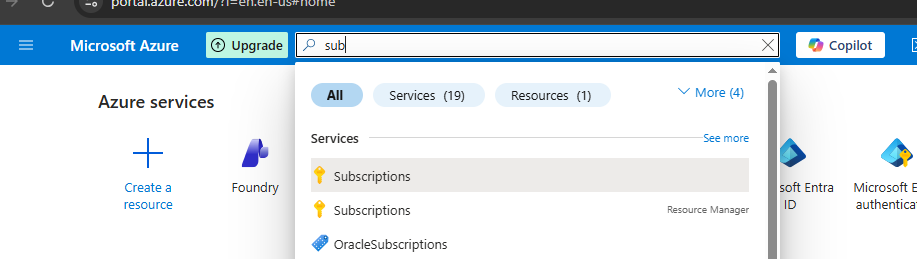 portal.azure.com/?l=en.en-us#home
Microsoft Azure
Upgrade
sub
Copilot
All
Services (19)
Resources (1)
More (4)
Azure services
Services
See more
Create a
resource
Foundry
Subscriptions
Subscriptions
Resource Manager
OracleSubscriptions
soft Entra
ID
Microsoft E
authenticat